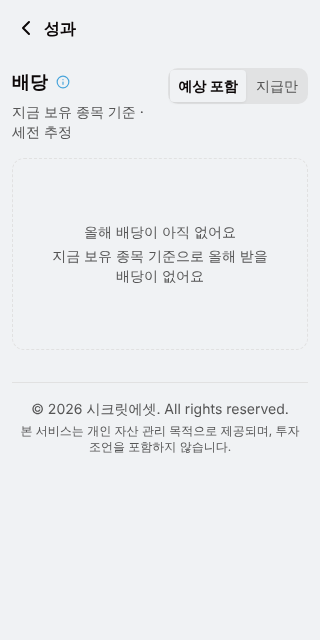 성과
배당
예상 포함 지급만
지금 보유 종목 기준 ·
세전 추정
올해 배당이 아직 없어요
지금 보유 종목 기준으로 올해 받을
배당이 없어요
© 2026 시크릿에셋. All rights reserved.
본 서비스는 개인 자산 관리 목적으로 제공되며, 투자
조언을 포함하지 않습니다.